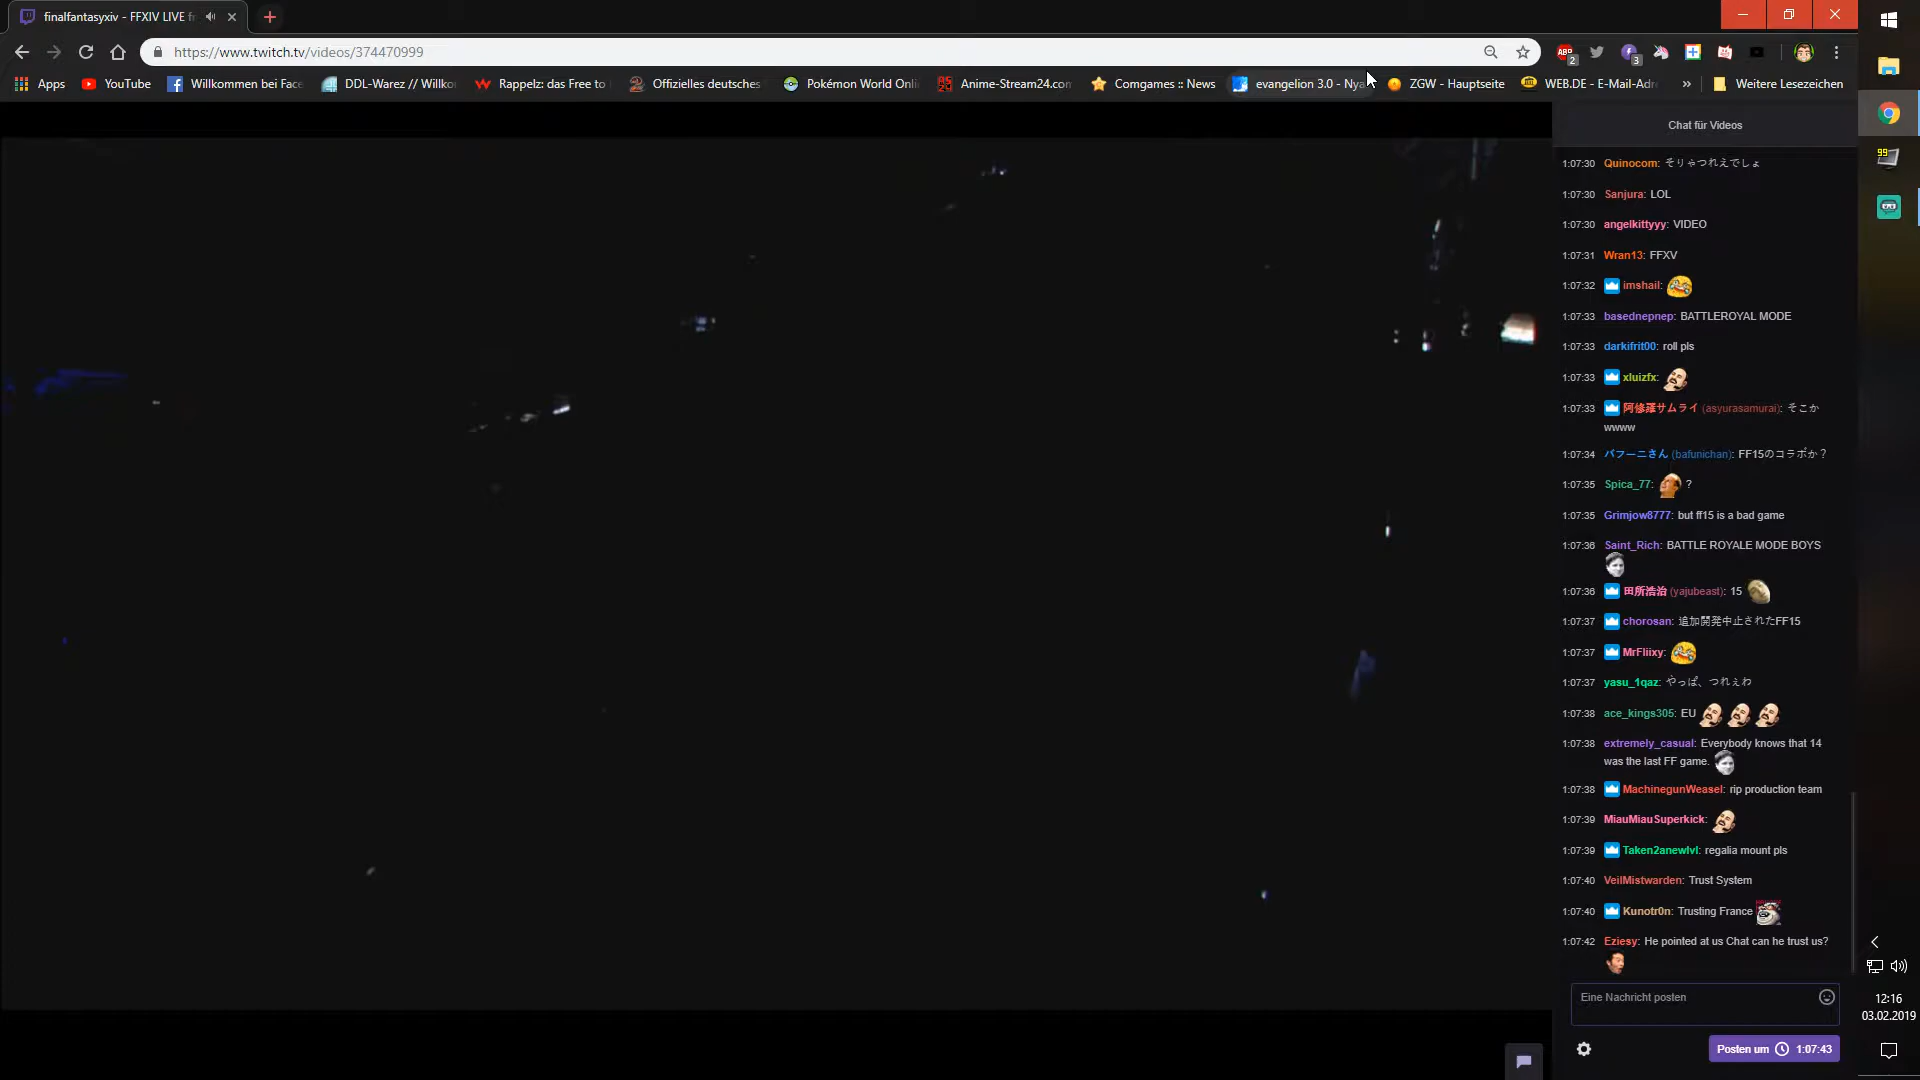 finalfantasyxiv - FFXIV LIVE fr
https://www.twitch.tv/videos/374470999
ABP
2
3
Apps
YouTube
Willkommen bei Face
DDL-Warez // Willko
Rappelz: das Free to
Offizielles deutsches
Pokémon World Onli
Anime-Stream24.com
Comgames :: News
evangelion 3.0 - Nya
ZGW - Hauptseite
WEB.DE - E-Mail-Adre
»
Weitere Lesezeichen
99
Chat für Videos
1:07:30 Quinocom: そりゃつれえでしょ
1:07:30 Sanjura: LOL
1:07:30 angelkittyyy: VIDEO
1:07:31 Wran13: FFXV
1:07:32 imshail:
1:07:33 basednepnep: BATTLEROYAL MODE
1:07:33 darkifrit00: roll pls
1:07:33 xluizfx:
1:07:33 阿修羅サムライ (asyurasamurai): そこか
wwww
1:07:34 バフーニさん (bafunichan): FF15のコラボか？
1:07:35 Spica_77: ?
1:07:35 Grimjow8777: but ff15 is a bad game
1:07:36 Saint_Rich: BATTLE ROYALE MODE BOYS
1:07:36 田所浩治 (yajubeast): 15
1:07:37 chorosan: 追加開発中止されたFF15
1:07:37 MrFliixy:
1:07:37 yasu_1qaz: やっぱ、つれぇわ
1:07:38 ace_kings305: EU
1:07:38 extremely_casual: Everybody knows that 14
was the last FF game.
1:07:38 MachinegunWeasel: rip production team
1:07:39 MiauMiauSuperkick:
1:07:39 Taken2anewlvl: regalia mount pls
1:07:40 VeilMistwarden: Trust System
1:07:40 Kunotr0n: Trusting France
1:07:42 Eziesy: He pointed at us Chat can he trust us?
Eine Nachricht posten
Posten um 1:07:43
12:16
03.02.2019